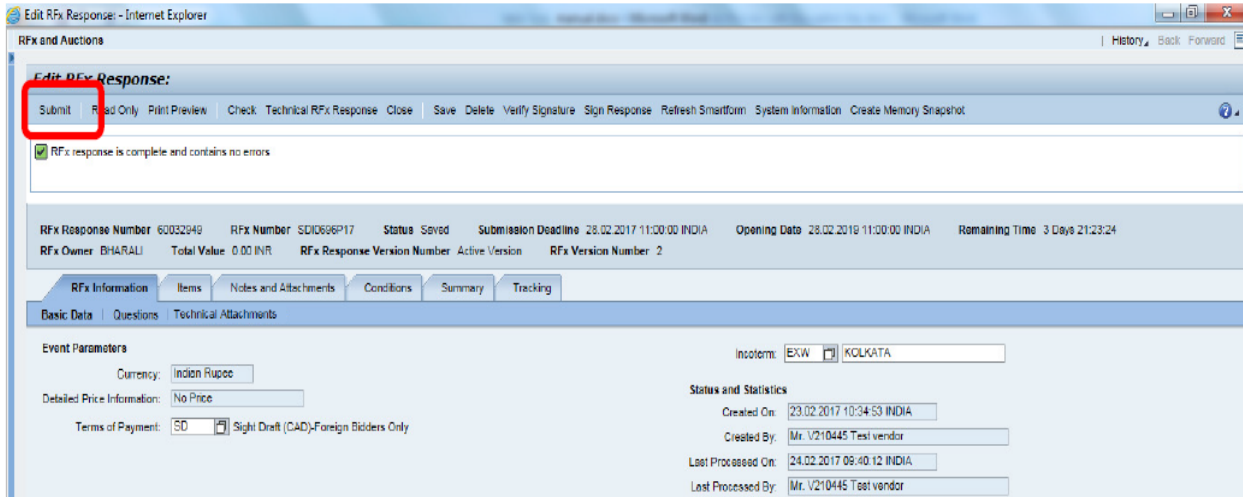 Edit RFx Response: - Internet Explorer
RFx and Auctions
History Back Forward
Edit RFx Response:
Submit Read Only Print Preview Check Technical RFx Response Close Save Delete Verify Signature Sign Response Refresh Smartform System Information Create Memory Snapshot
RFx response is complete and contains no errors
RFx Response Number 60032949 RFx Number SDI0696P17 Status Saved Submission Deadline 28.02.2017 11:00:00 INDIA Opening Date 28.02.2019 11:00:00 INDIA Remaining Time 3 Days 21:23:24
RFx Owner BHARALI Total Value 0.00 INR RFx Response Version Number Active Version RFx Version Number 2
RFx Information Items Notes and Attachments Conditions Summary Tracking
Basic Data Questions Technical Attachments
Event Parameters
Currency: Indian Rupee
Detailed Price Information: No Price
Terms of Payment: SD Sight Draft (CAD)-Foreign Bidders Only
Incoterm: EXW KOLKATA
Status and Statistics
Created On: 23.02.2017 10:34:53 INDIA
Created By: Mr. V210445 Test vendor
Last Processed On: 24.02.2017 09:40:12 INDIA
Last Processed By: Mr. V210445 Test vendor